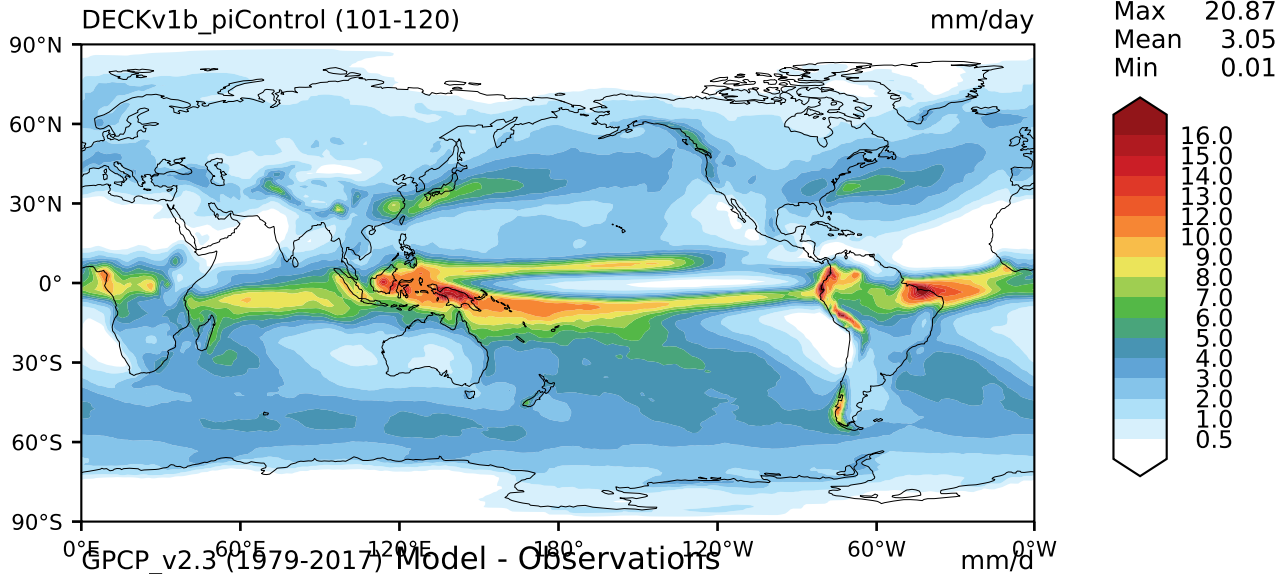 DECKv1b_piControl (101-120) mm/day
Max 20.87
Mean 3.05
Min 0.01
90°N
60°N
30°N
0°
30°S
60°S
90°S
16.0
15.0
14.0
13.0
12.0
10.0
9.0
8.0
7.0
6.0
5.0
4.0
3.0
2.0
1.0
0.5
0°E 60°E 120°E 180° 120°W 60°W 0°W
GPCP_v2.3 (1979-2017) Model - Observations mm/d